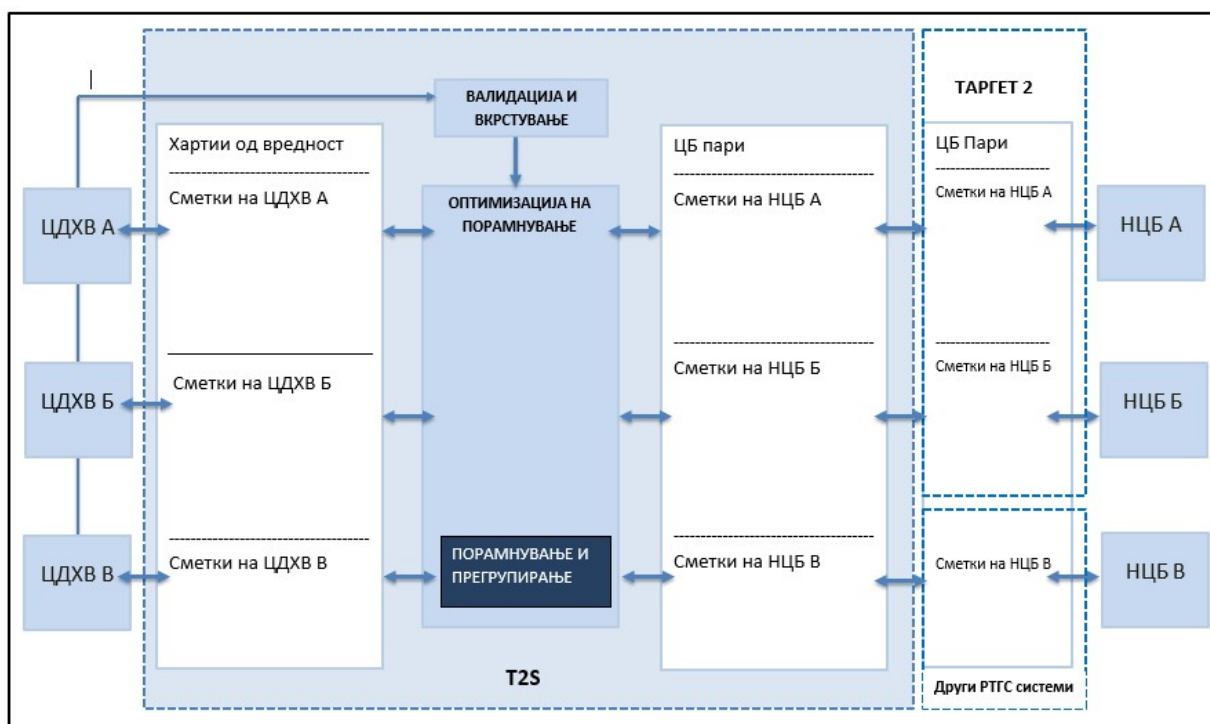 ВАЛИДАЦИЈА И
ВКРСТУВАЊЕ
ТАРГЕТ 2
Хартии од вредност
ЦБ пари
ЦБ Пари
ЦДХВ А
Сметки на ЦДХВ А
ОПТИМИЗАЦИЈА НА
ПОРАМНУВАЊЕ
Сметки на НЦБ А
Сметки на НЦБ А
НЦБ А
ЦДХВ Б
Сметки на ЦДХВ Б
Сметки на НЦБ Б
Сметки на НЦБ Б
НЦБ Б
ЦДХВ В
Сметки на ЦДХВ В
ПОРАМНУВАЊЕ И
ПРЕГРУПИРАЊЕ
Сметки на НЦБ В
Сметки на НЦБ В
НЦБ В
T2S
Други РТГС системи